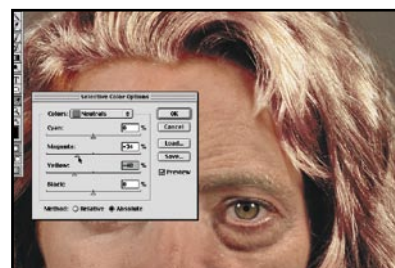 Selective Color Options
Colors: Neutrals
OK
Cyan: 0 %
Cancel
Magenta: -34 %
Load...
Yellow: %
Save...
Preview
Black: 0 %
Method: Relative Absolute